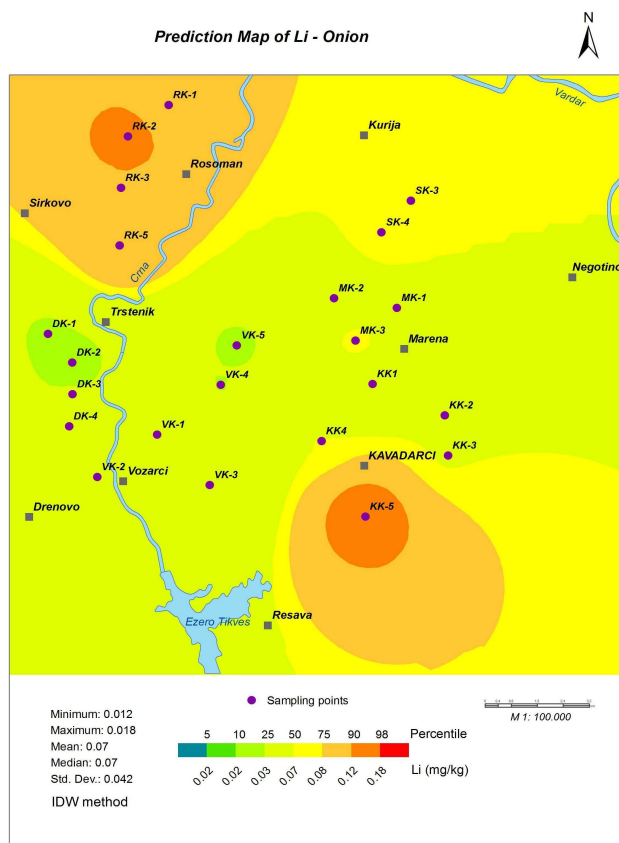 N
Prediction Map of Li - Onion
RK-1
Vardar
RK-2
Kurija
Rosoman
RK-3
SK-3
Sirkovo
SK-4
RK-5
Crna
Negotino
MK-2
MK-1
Trstenik
DK-1
VK-5
MK-3
Marena
DK-2
VK-4
KK1
DK-3
KK-2
DK-4
VK-1
KK4
KK-3
KAVADARCI
VK-2
Vozarci
VK-3
Drenovo
KK-5
Resava
Ezero Tikves
Sampling points
M 1: 100.000
Minimum: 0.012
Maximum: 0.018
Mean: 0.07
Median: 0.07
Std. Dev.: 0.042
IDW method
5 10 25 50 75 90 98 Percentile
0.02 0.02 0.03 0.07 0.08 0.12 0.18 Li (mg/kg)